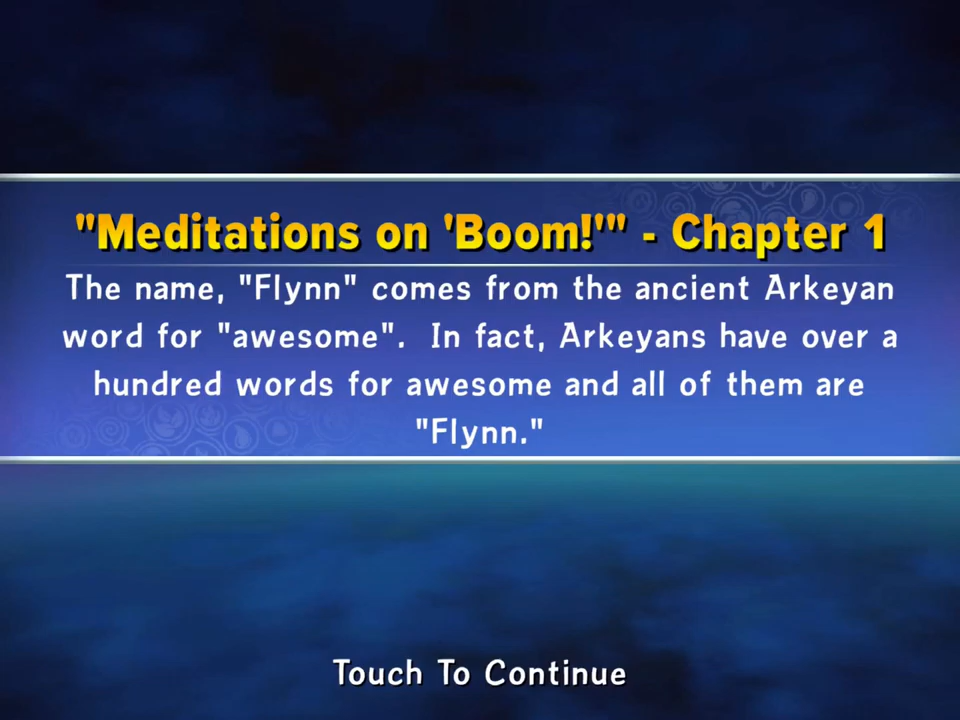 "Meditations on 'Boom!'" - Chapter 1
The name, "Flynn" comes from the ancient Arkeyan
word for "awesome".  In fact, Arkeyans have over a
hundred words for awesome and all of them are
"Flynn."
Touch To Continue